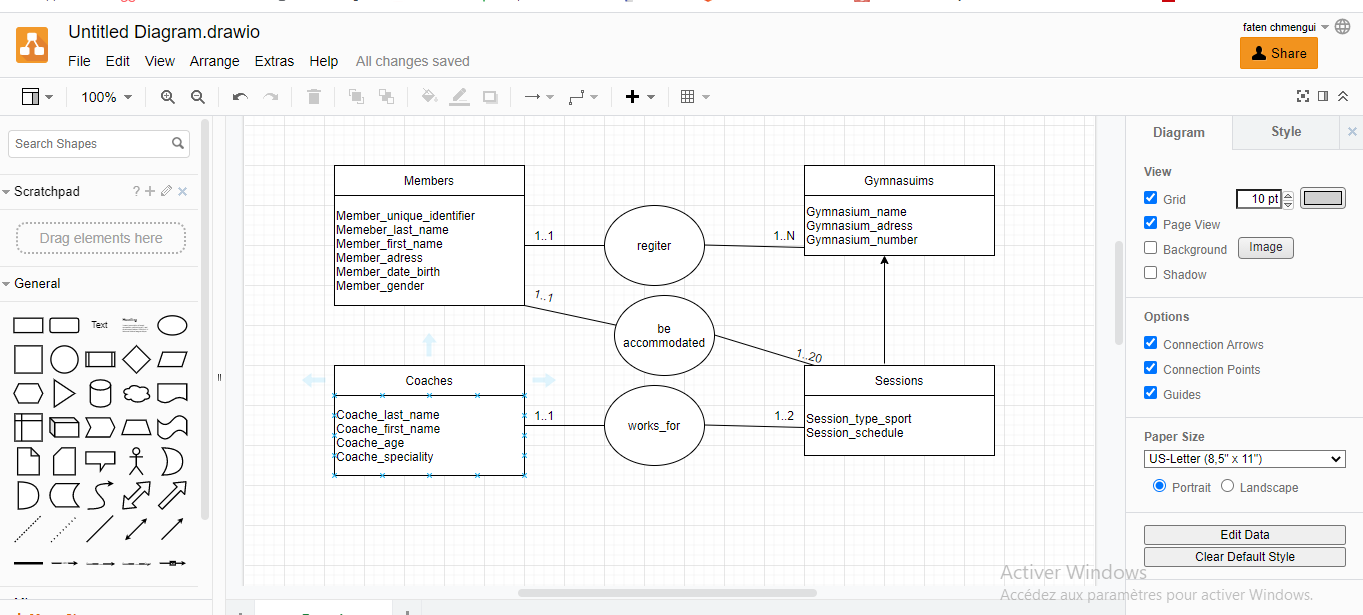 Untitled Diagram.drawio
faten chmengui
File Edit View Arrange Extras Help All changes saved
Share
100%
Search Shapes
Scratchpad
?
Drag elements here
General
Text
Heading
Members
Member_unique_identifier
Memeber_last_name
Member_first_name
Member_adress
Member_date_birth
Member_gender
1..1
regiter
1..N
Gymnasuims
Gymnasium_name
Gymnasium_adress
Gymnasium_number
1..1
be
accommodated
1..20
Coaches
Coache_last_name
Coache_first_name
Coache_age
Coache_speciality
1..1
works_for
1..2
Sessions
Session_type_sport
Session_schedule
Diagram
Style
View
Grid
10 pt
Page View
Background
Image
Shadow
Options
Connection Arrows
Connection Points
Guides
Paper Size
US-Letter (8,5" x 11")
Portrait
Landscape
Edit Data
Clear Default Style
Activer Windows
Accédez aux paramètres pour activer Windows.